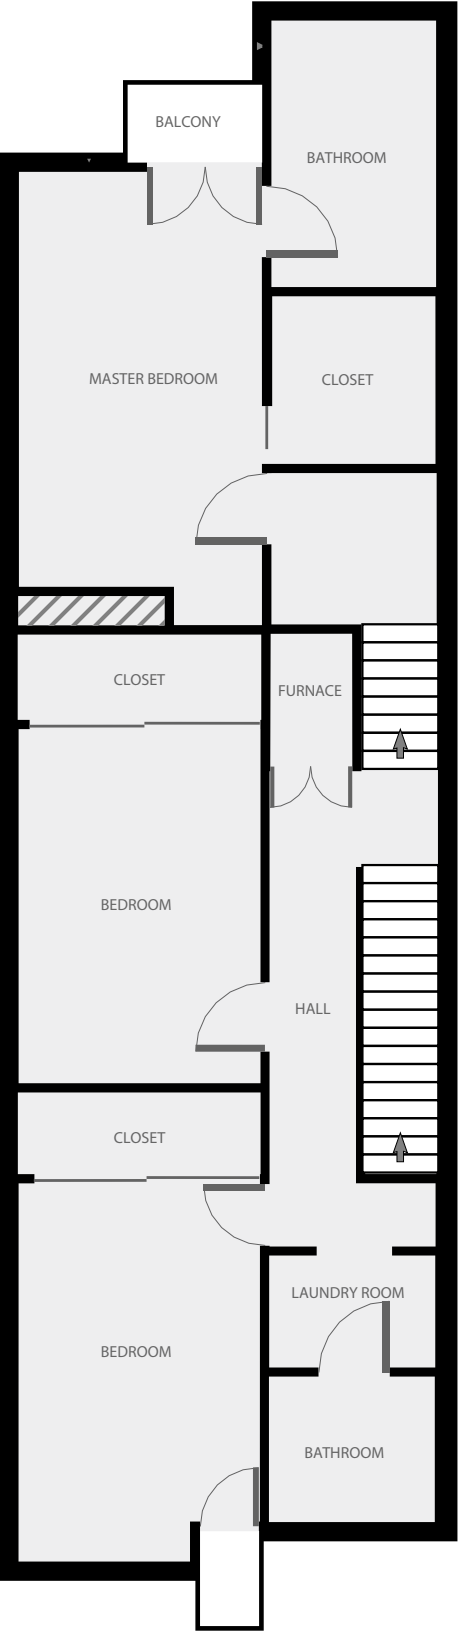 BALCONY
BATHROOM
MASTER BEDROOM
CLOSET
CLOSET
FURNACE
BEDROOM
HALL
CLOSET
LAUNDRY ROOM
BEDROOM
BATHROOM